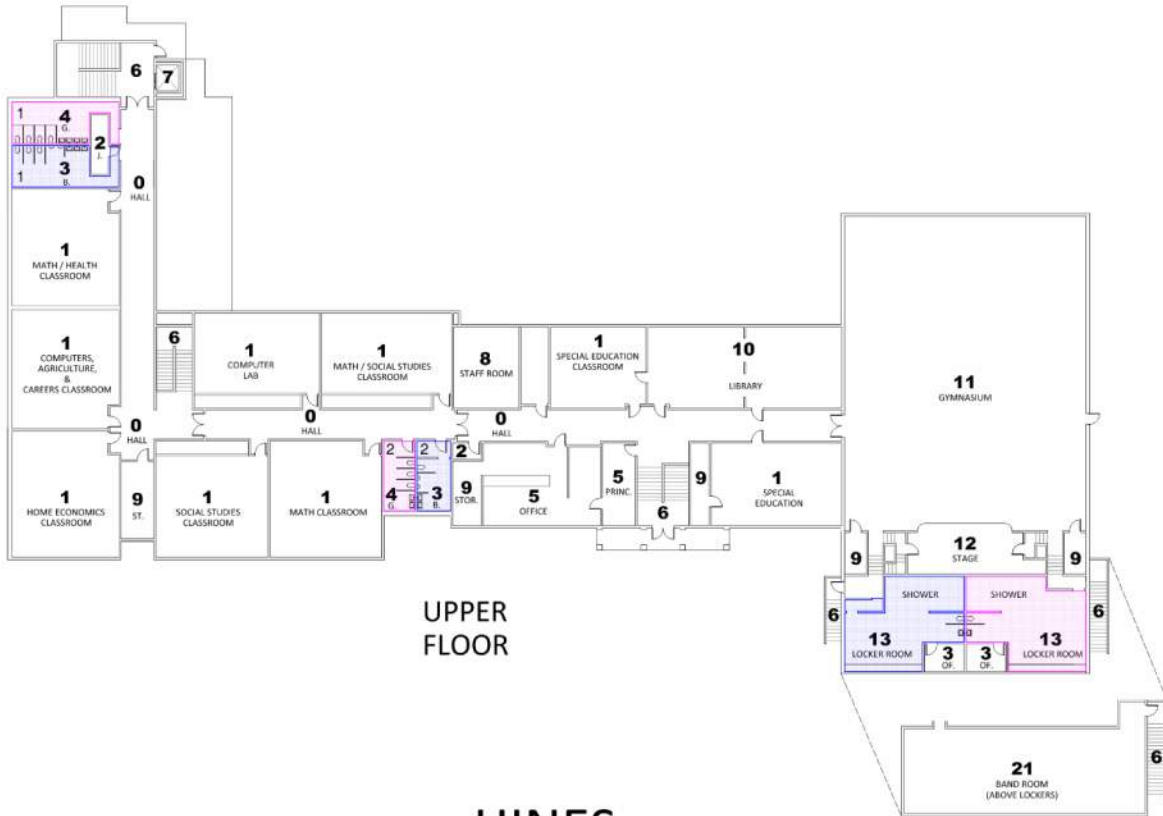 6
7
1
4
G.
2
J.
3
B.
1
0
HALL
1
MATH / HEALTH
CLASSROOM
1
COMPUTERS,
AGRICULTURE,
&
CAREERS CLASSROOM
6
1
COMPUTER
LAB
1
MATH / SOCIAL STUDIES
CLASSROOM
8
STAFF ROOM
1
SPECIAL EDUCATION
CLASSROOM
10
LIBRARY
11
GYMNASIUM
0
HALL
0
HALL
0
HALL
1
HOME ECONOMICS
CLASSROOM
9
ST.
1
SOCIAL STUDIES
CLASSROOM
1
MATH CLASSROOM
2
4
G.
2
3
B.
2
9
STOR.
5
OFFICE
5
PRINC.
6
9
1
SPECIAL
EDUCATION
9
12
STAGE
9
6
SHOWER
SHOWER
6
13
LOCKER ROOM
3
OF.
3
OF.
13
LOCKER ROOM
UPPER
FLOOR
21
BAND ROOM
(ABOVE LOCKERS)
6